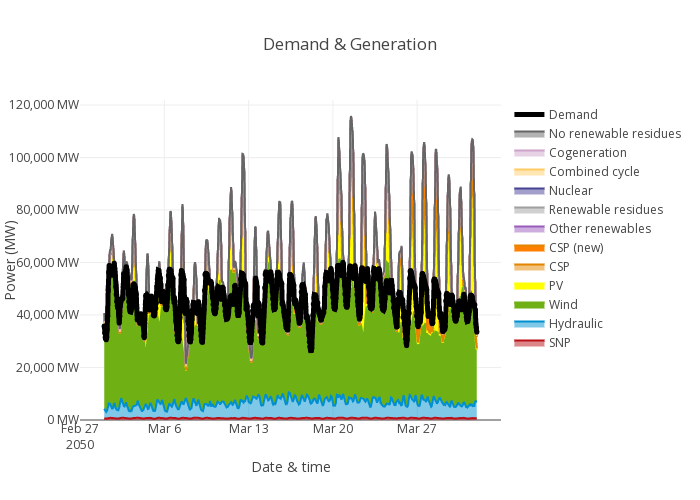 Demand & Generation
120,000 MW
100,000 MW
80,000 MW
60,000 MW
40,000 MW
20,000 MW
0 MW
Power (MW)
Feb 27
2050
Mar 6
Mar 13
Mar 20
Mar 27
Date & time
Demand
No renewable residues
Cogeneration
Combined cycle
Nuclear
Renewable residues
Other renewables
CSP (new)
CSP
PV
Wind
Hydraulic
SNP